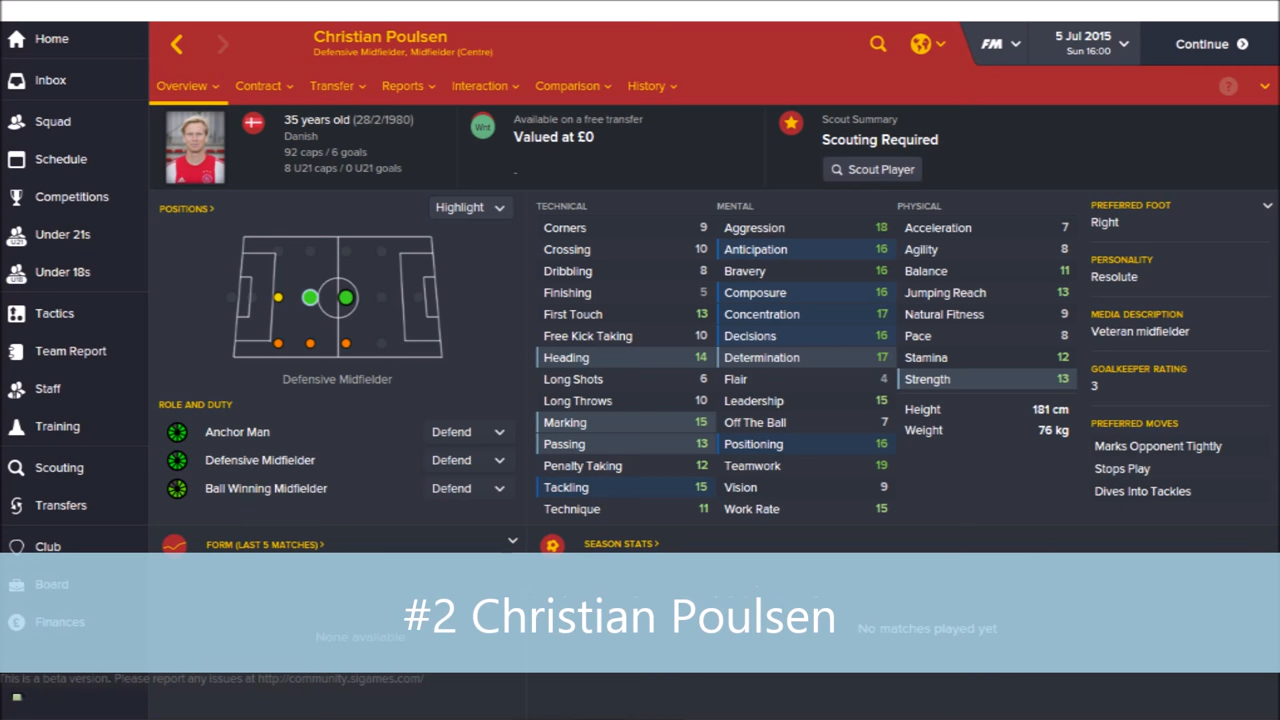 Home
Inbox
Squad
Schedule
Competitions
U21 Under 21s
U18 Under 18s
Tactics
Team Report
Staff
Training
Scouting
Transfers
Club
Board
Finances
Christian Poulsen
Defensive Midfielder, Midfielder (Centre)
FM
5 Jul 2015
Sun 16:00
Continue
Overview Contract Transfer Reports Interaction Comparison History
?
35 years old (28/2/1980)
Danish
92 caps / 6 goals
8 U21 caps / 0 U21 goals
Wnt
Available on a free transfer
Valued at £0
-
Scout Summary
Scouting Required
Scout Player
POSITIONS >
Highlight
Defensive Midfielder
ROLE AND DUTY
Anchor Man Defend
Defensive Midfielder Defend
Ball Winning Midfielder Defend
TECHNICAL
Corners 9
Crossing 10
Dribbling 8
Finishing 5
First Touch 13
Free Kick Taking 10
Heading 14
Long Shots 6
Long Throws 10
Marking 15
Passing 13
Penalty Taking 12
Tackling 15
Technique 11
MENTAL
Aggression 18
Anticipation 16
Bravery 16
Composure 16
Concentration 17
Decisions 16
Determination 17
Flair 4
Leadership 15
Off The Ball 7
Positioning 16
Teamwork 19
Vision 9
Work Rate 15
PHYSICAL
Acceleration 7
Agility 8
Balance 11
Jumping Reach 13
Natural Fitness 9
Pace 8
Stamina 12
Strength 13
Height 181 cm
Weight 76 kg
PREFERRED FOOT
Right
PERSONALITY
Resolute
MEDIA DESCRIPTION
Veteran midfielder
GOALKEEPER RATING
3
PREFERRED MOVES
Marks Opponent Tightly
Stops Play
Dives Into Tackles
FORM (LAST 5 MATCHES) >
None available
SEASON STATS >
No matches played yet
#2 Christian Poulsen
This is a beta version. Please report any issues at http://community.sigames.com/